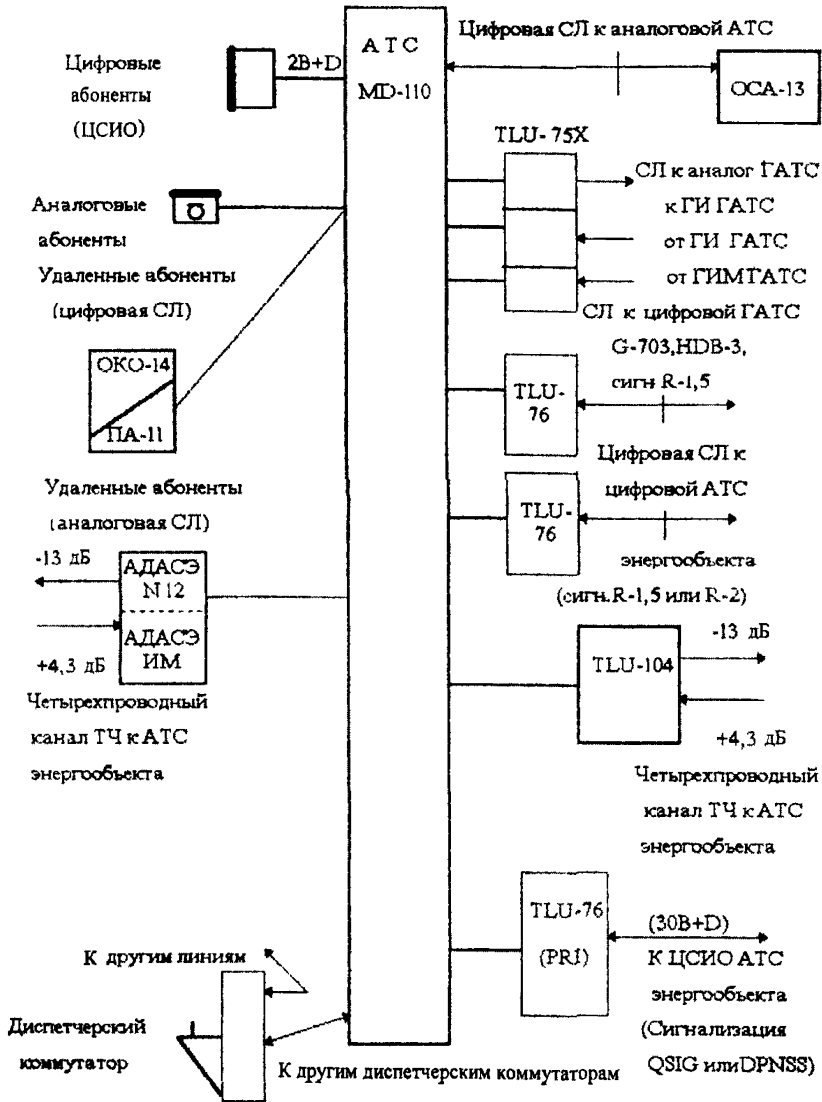 Цифровые
абоненты
(ЦСИО)
2B+D
АТС
MD-110
Цифровая СЛ к аналоговой АТС
ОСА-13
Аналоговые
абоненты
TLU-75X
СЛ к аналог ГАТС
к ГИ ГАТС
от ГИ ГАТС
от ГИМ ГАТС
Удаленные абоненты
(цифровая СЛ)
ОКО-14
ПА-11
СЛ к цифровой ГАТС
G-703,HDB-3,
сигн R-1,5
TLU-
76
Удаленные абоненты
(аналоговая СЛ)
Цифровая СЛ к
цифровой АТС
TLU-
76
энергообъекта
(сигн.R-1,5 или R-2)
-13 дБ
АДАСЭ
N 12
АДАСЭ
ИМ
+4,3 дБ
Четырехпроводный
канал ТЧ к АТС
энергообъекта
TLU-104
-13 дБ
+4,3 дБ
Четырехпроводный
канал ТЧ к АТС
энергообъекта
TLU-76
(PRI)
(30B+D)
К ЦСИО АТС
энергообъекта
(Сигнализация
QSIG или DPNSS)
К другим линиям
Диспетчерский
коммутатор
К другим диспетчерским коммутаторам